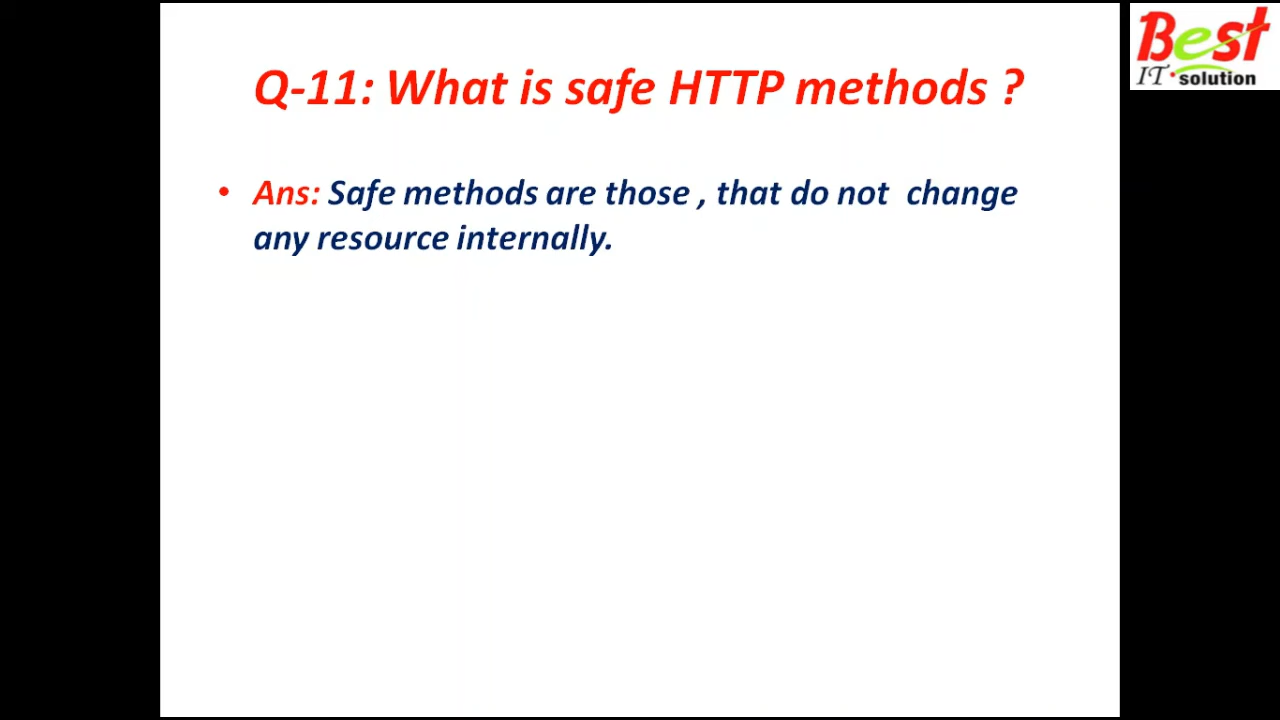 Best
IT solution
Q-11: What is safe HTTP methods ?
• Ans: Safe methods are those , that do not change
any resource internally.